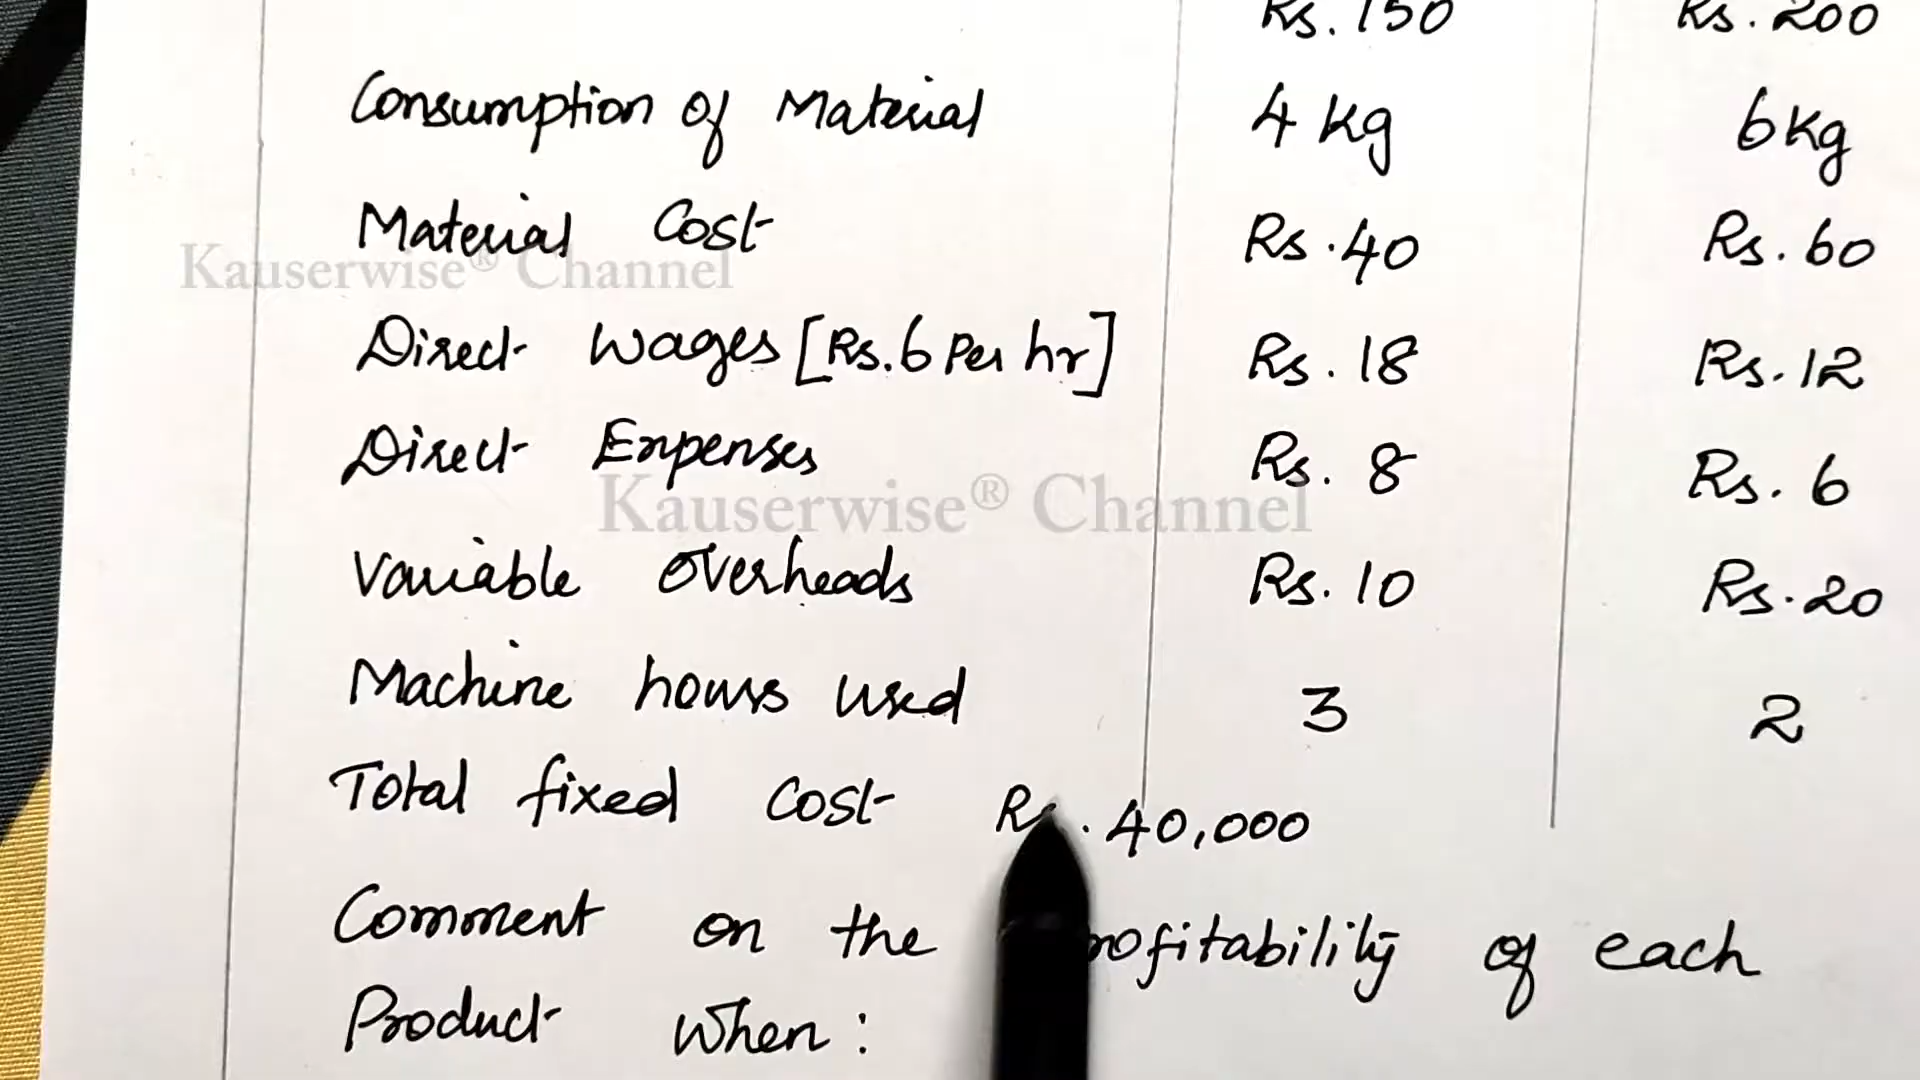 Rs. 150 Rs. 200
Consumption of Material 4 Kg 6 Kg
Material Cost Rs. 40 Rs. 60
Kauserwise® Channel
Direct Wages [Rs. 6 Per hr] Rs. 18 Rs. 12
Direct Expenses Rs. 8 Rs. 6
Kauserwise® Channel
Variable Overheads Rs. 10 Rs. 20
Machine hours used 3 2
Total fixed Cost Rs. 40,000
Comment on the rofitability of each
Product When: